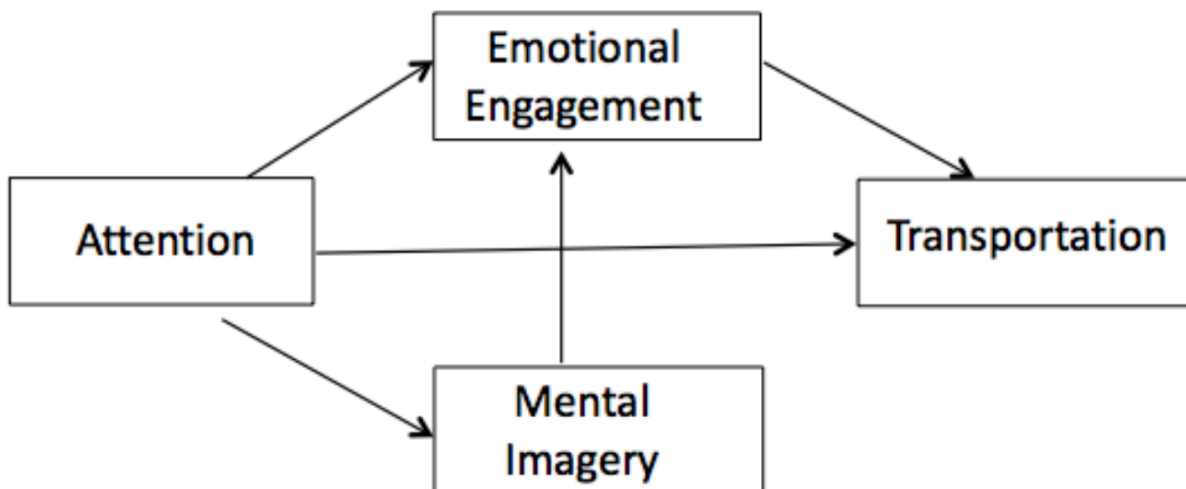 Emotional
Engagement
Attention
Transportation
Mental
Imagery